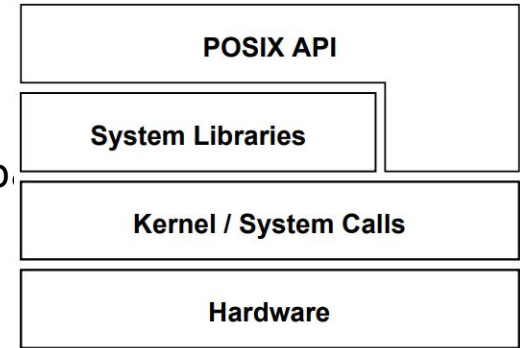 POSIX API
System Libraries
Kernel / System Calls
Hardware